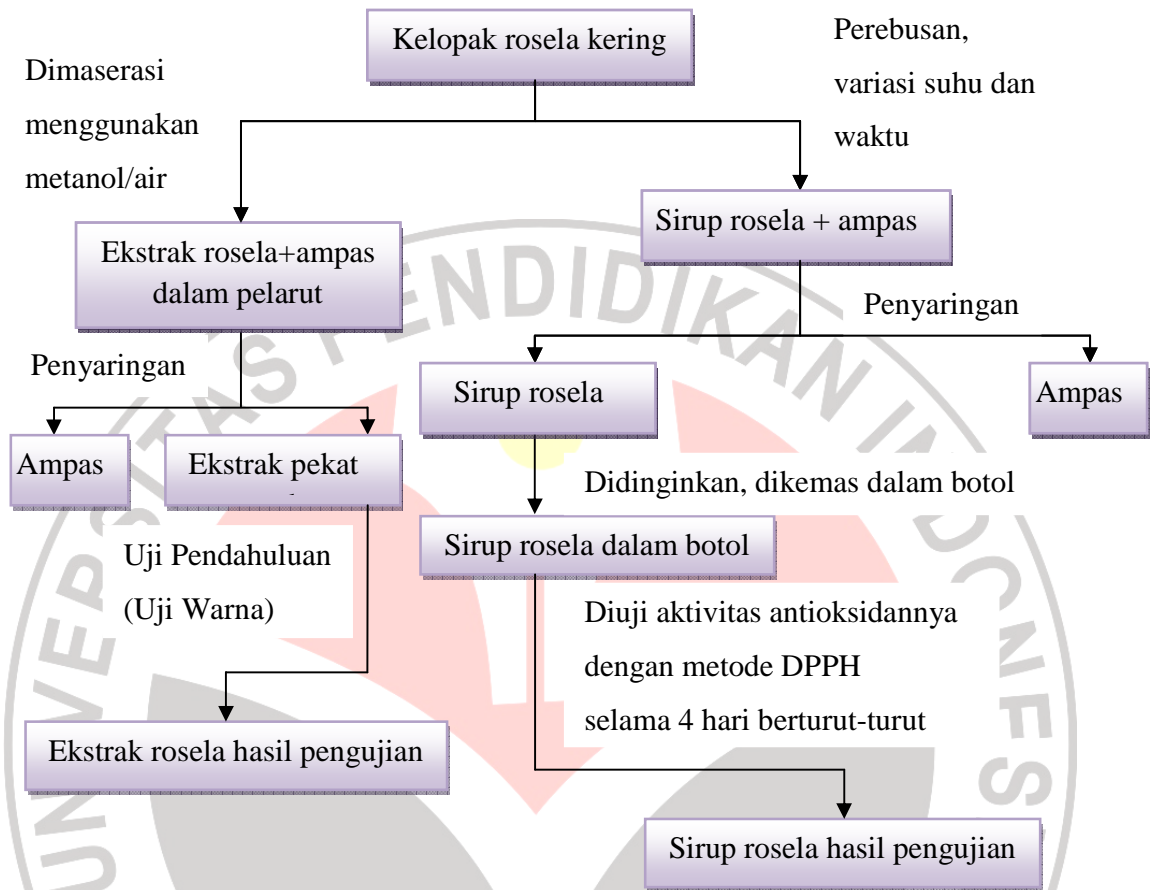 Kelopak rosela kering
Perebusan,
variasi suhu dan
waktu
Dimaserasi
menggunakan
metanol/air
Ekstrak rosela+ampas
dalam pelarut
Sirup rosela + ampas
Penyaringan
Penyaringan
Ampas
Ekstrak pekat
Sirup rosela
Ampas
Didinginkan, dikemas dalam botol
Uji Pendahuluan
(Uji Warna)
Sirup rosela dalam botol
Diuji aktivitas antioksidannya
dengan metode DPPH
selama 4 hari berturut-turut
Ekstrak rosela hasil pengujian
Sirup rosela hasil pengujian